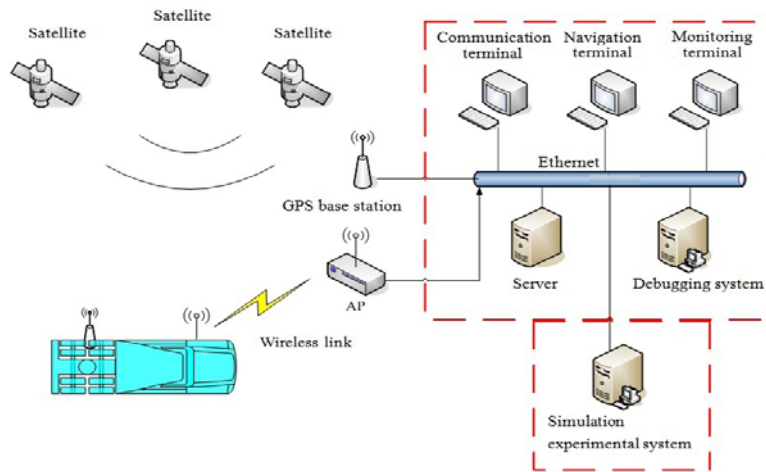 Satellite
Satellite
Satellite
Communication
terminal
Navigation
terminal
Monitoring
terminal
Ethernet
GPS base station
AP
Server
Debugging system
Wireless link
Simulation
experimental system